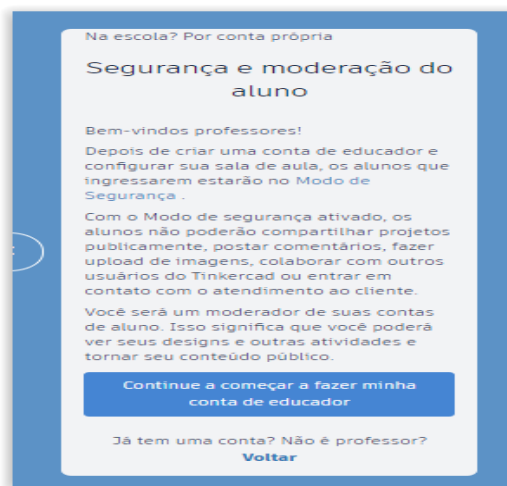 Na escola? Por conta própria
Segurança e moderação do
aluno
Bem-vindos professores!
Depois de criar uma conta de educador e
configurar sua sala de aula, os alunos que
ingressarem estarão no Modo de
Segurança .
Com o Modo de segurança ativado, os
alunos não poderão compartilhar projetos
publicamente, postar comentários, fazer
upload de imagens, colaborar com outros
usuários do Tinkercad ou entrar em
contato com o atendimento ao cliente.
Você será um moderador de suas contas
de aluno. Isso significa que você poderá
ver seus designs e outras atividades e
tornar seu conteúdo público.
Continue a começar a fazer minha
conta de educador
Já tem uma conta? Não é professor?
Voltar